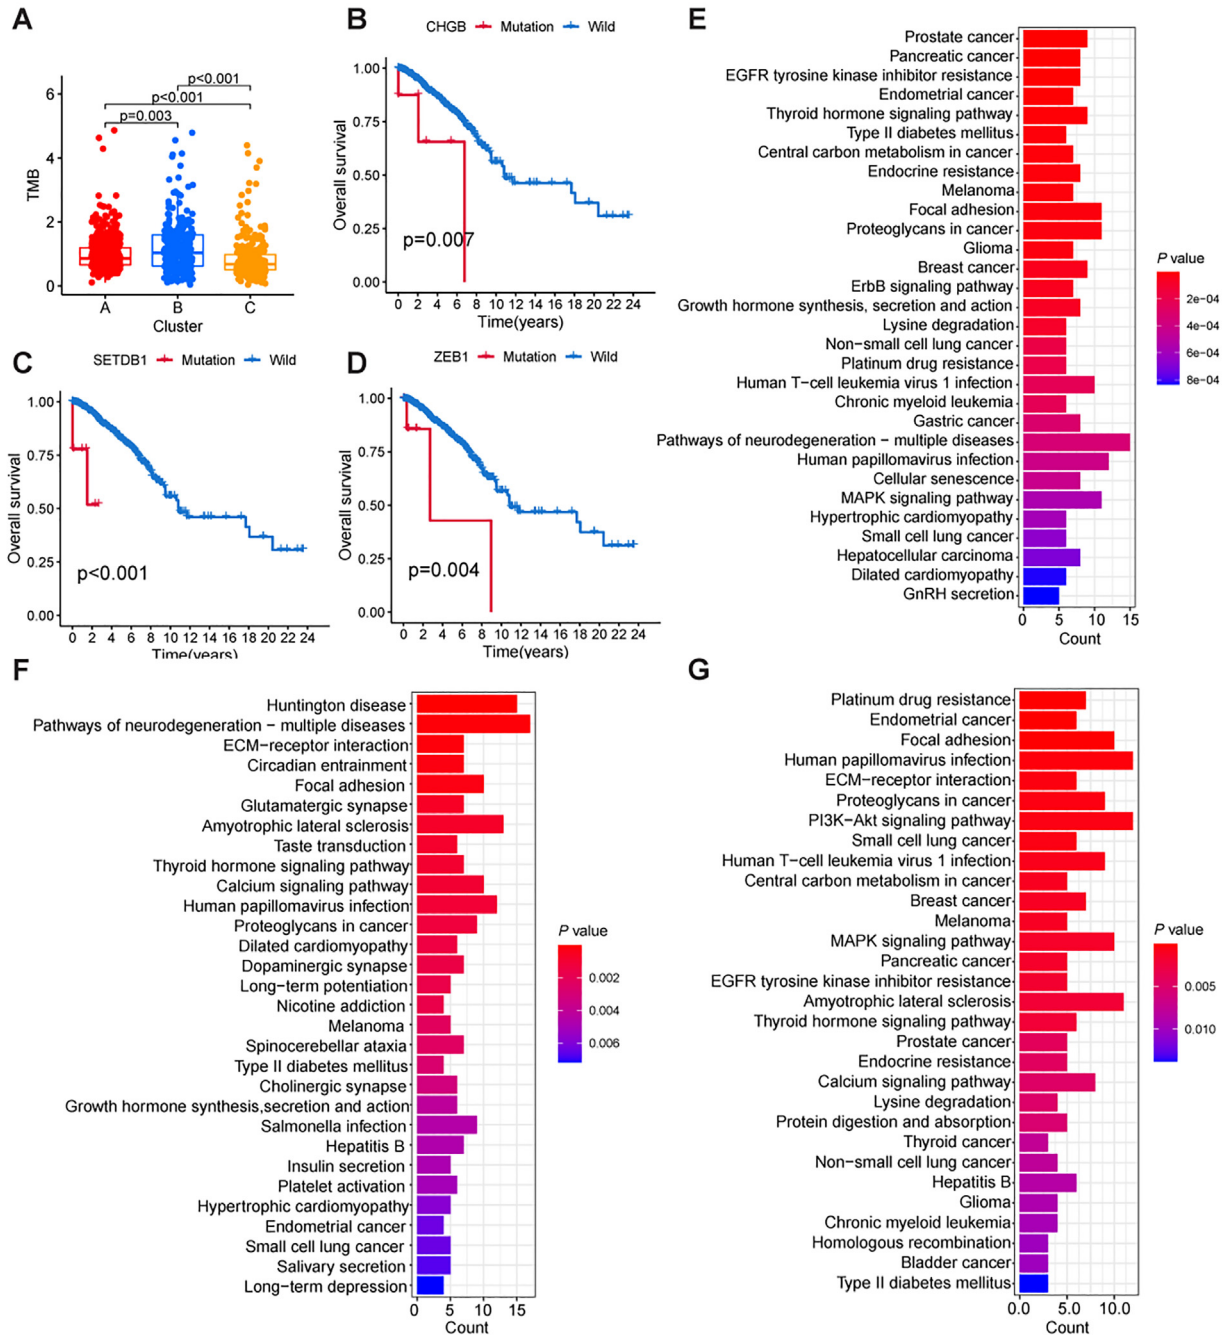 A
p<0.001
p<0.001
p=0.003
6
4
2
0
TMB
A B C
Cluster
B
CHGB Mutation Wild
1.00
0.75
0.50
0.25
0.00
Overall survival
p=0.007
0 2 4 6 8 10 12 14 16 18 20 22 24
Time(years)
C
SETDB1 Mutation Wild
1.00
0.75
0.50
0.25
0.00
Overall survival
p<0.001
0 2 4 6 8 10 12 14 16 18 20 22 24
Time(years)
D
ZEB1 Mutation Wild
1.00
0.75
0.50
0.25
0.00
Overall survival
p=0.004
0 2 4 6 8 10 12 14 16 18 20 22 24
Time(years)
E
Prostate cancer
Pancreatic cancer
EGFR tyrosine kinase inhibitor resistance
Endometrial cancer
Thyroid hormone signaling pathway
Type II diabetes mellitus
Central carbon metabolism in cancer
Endocrine resistance
Melanoma
Focal adhesion
Proteoglycans in cancer
Glioma
Breast cancer
ErbB signaling pathway
Growth hormone synthesis, secretion and action
Lysine degradation
Non−small cell lung cancer
Platinum drug resistance
Human T−cell leukemia virus 1 infection
Chronic myeloid leukemia
Gastric cancer
Pathways of neurodegeneration − multiple diseases
Human papillomavirus infection
Cellular senescence
MAPK signaling pathway
Hypertrophic cardiomyopathy
Small cell lung cancer
Hepatocellular carcinoma
Dilated cardiomyopathy
GnRH secretion
0 5 10 15
Count
P value
2e−04
4e−04
6e−04
8e−04
F
Huntington disease
Pathways of neurodegeneration − multiple diseases
ECM−receptor interaction
Circadian entrainment
Focal adhesion
Glutamatergic synapse
Amyotrophic lateral sclerosis
Taste transduction
Thyroid hormone signaling pathway
Calcium signaling pathway
Human papillomavirus infection
Proteoglycans in cancer
Dilated cardiomyopathy
Dopaminergic synapse
Long−term potentiation
Nicotine addiction
Melanoma
Spinocerebellar ataxia
Type II diabetes mellitus
Cholinergic synapse
Growth hormone synthesis,secretion and action
Salmonella infection
Hepatitis B
Insulin secretion
Platelet activation
Hypertrophic cardiomyopathy
Endometrial cancer
Small cell lung cancer
Salivary secretion
Long−term depression
0 5 10 15
Count
P value
0.002
0.004
0.006
G
Platinum drug resistance
Endometrial cancer
Focal adhesion
Human papillomavirus infection
ECM−receptor interaction
Proteoglycans in cancer
PI3K−Akt signaling pathway
Small cell lung cancer
Human T−cell leukemia virus 1 infection
Central carbon metabolism in cancer
Breast cancer
Melanoma
MAPK signaling pathway
Pancreatic cancer
EGFR tyrosine kinase inhibitor resistance
Amyotrophic lateral sclerosis
Thyroid hormone signaling pathway
Prostate cancer
Endocrine resistance
Calcium signaling pathway
Lysine degradation
Protein digestion and absorption
Thyroid cancer
Non−small cell lung cancer
Hepatitis B
Glioma
Chronic myeloid leukemia
Homologous recombination
Bladder cancer
Type II diabetes mellitus
0.0 5.0 10.0
Count
P value
0.005
0.010